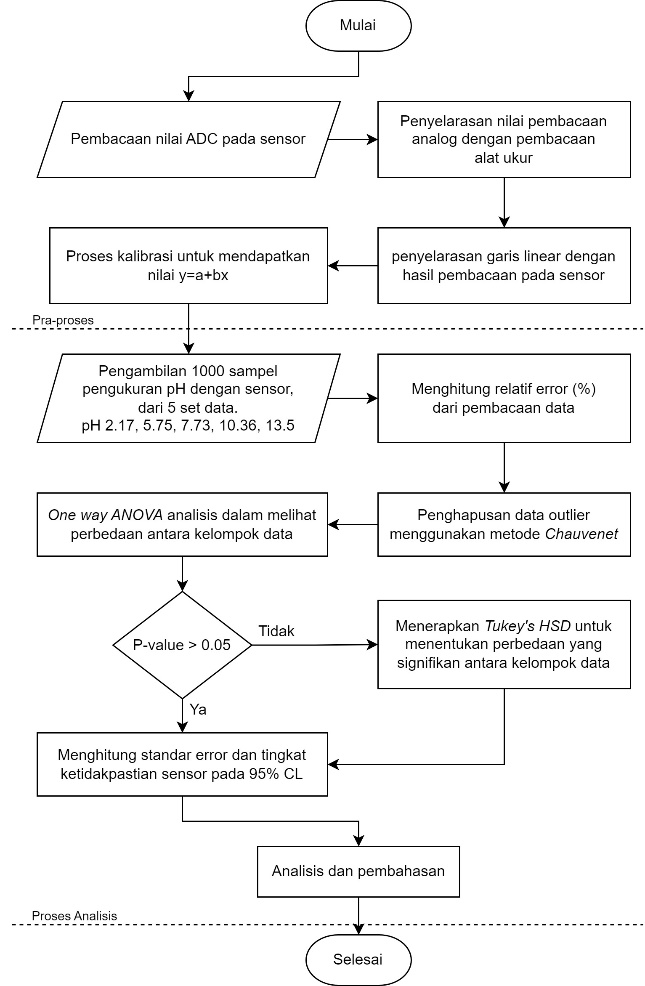 Mulai
Pembacaan nilai ADC pada sensor
Penyelarasan nilai pembacaan
analog dengan pembacaan
alat ukur
penyelarasan garis linear dengan
hasil pembacaan pada sensor
Proses kalibrasi untuk mendapatkan
nilai y=a+bx
Pra-proses
Pengambilan 1000 sampel
pengukuran pH dengan sensor,
dari 5 set data.
pH 2.17, 5.75, 7.73, 10.36, 13.5
Menghitung relatif error (%)
dari pembacaan data
Penghapusan data outlier
menggunakan metode Chauvenet
One way ANOVA analisis dalam melihat
perbedaan antara kelompok data
P-value > 0.05
Tidak
Menerapkan Tukey's HSD untuk
menentukan perbedaan yang
signifikan antara kelompok data
Ya
Menghitung standar error dan tingkat
ketidakpastian sensor pada 95% CL
Analisis dan pembahasan
Proses Analisis
Selesai